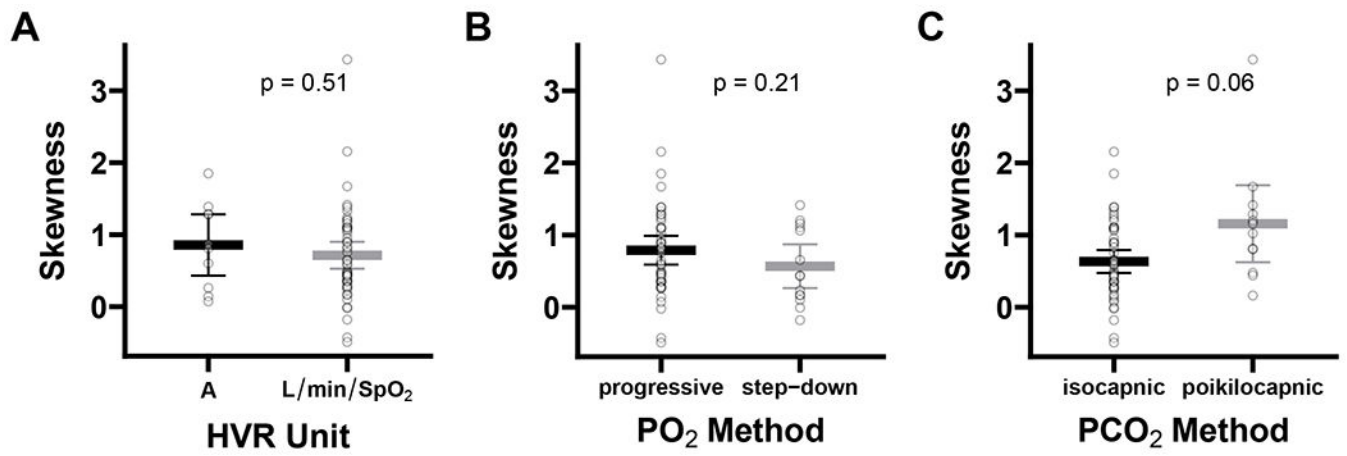 A
Skewness
3
2
1
0
p = 0.51
A
L/min/SpO₂
HVR Unit
B
Skewness
3
2
1
0
p = 0.21
progressive
step−down
PO₂ Method
C
Skewness
3
2
1
0
p = 0.06
isocapnic
poikilocapnic
PCO₂ Method